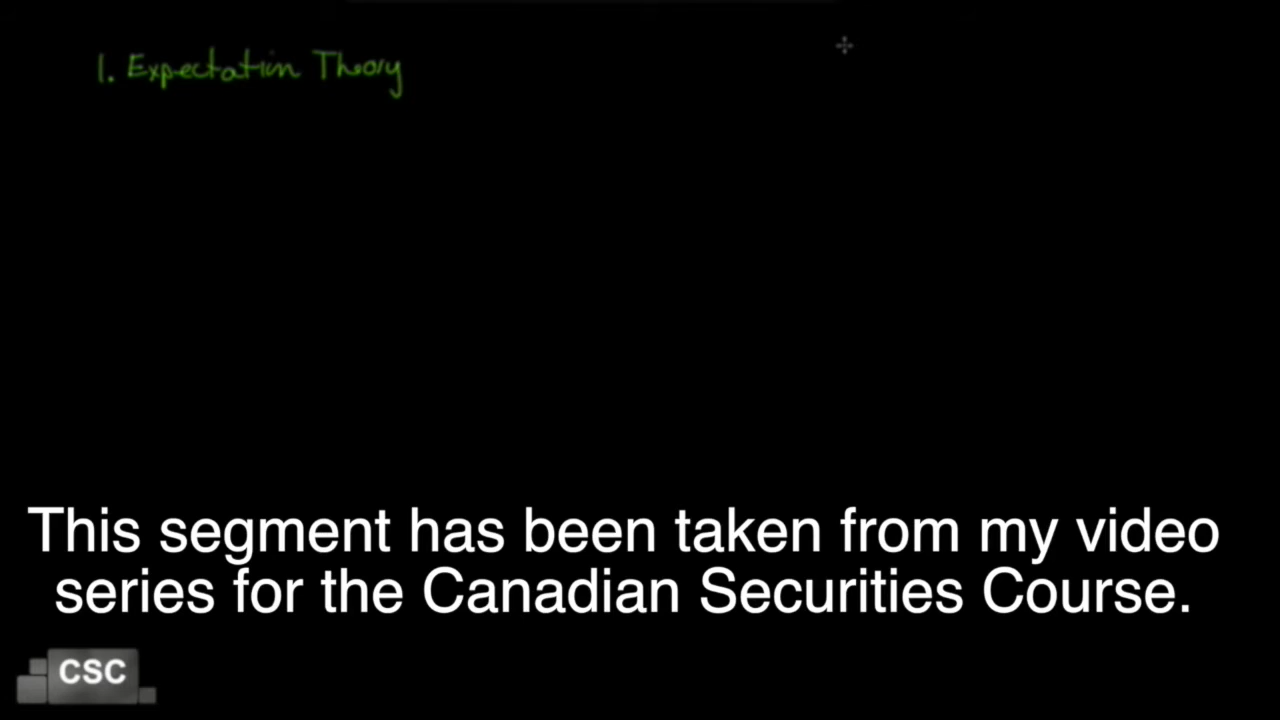 1. Expectation Theory
This segment has been taken from my video
series for the Canadian Securities Course.
CSC